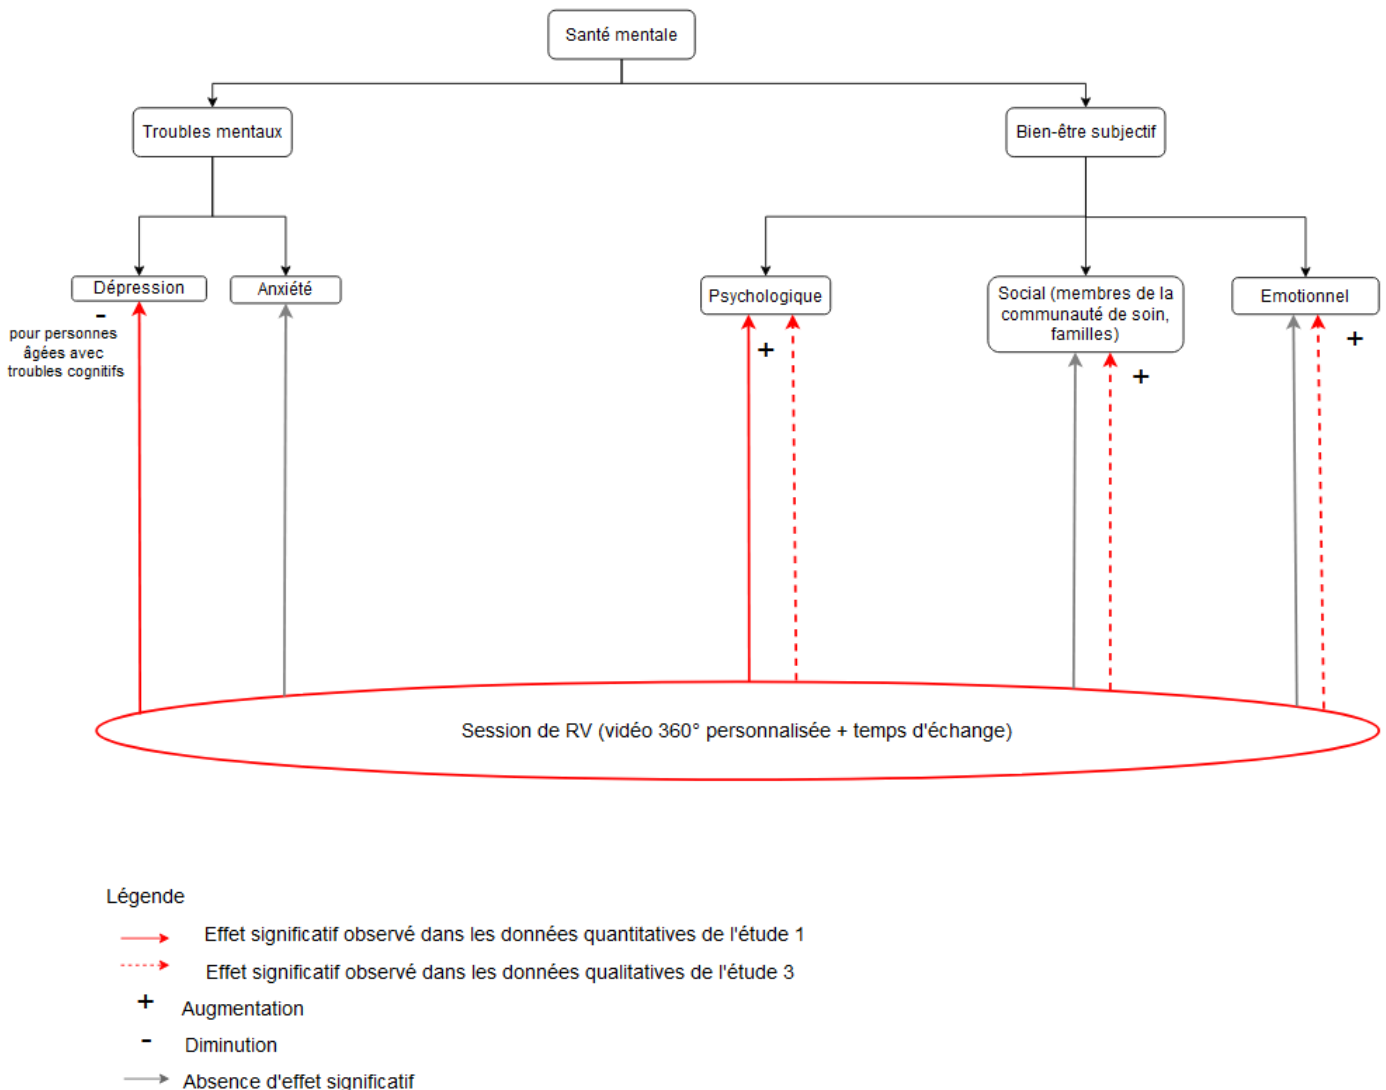 Santé mentale
Troubles mentaux
Bien-être subjectif
Dépression
Anxiété
Psychologique
Social (membres de la
communauté de soin,
familles)
Emotionnel
-
pour personnes
âgées avec
troubles cognitifs
+
+
+
Session de RV (vidéo 360° personnalisée + temps d'échange)
Légende
Effet significatif observé dans les données quantitatives de l'étude 1
Effet significatif observé dans les données qualitatives de l'étude 3
+ Augmentation
- Diminution
Absence d'effet significatif